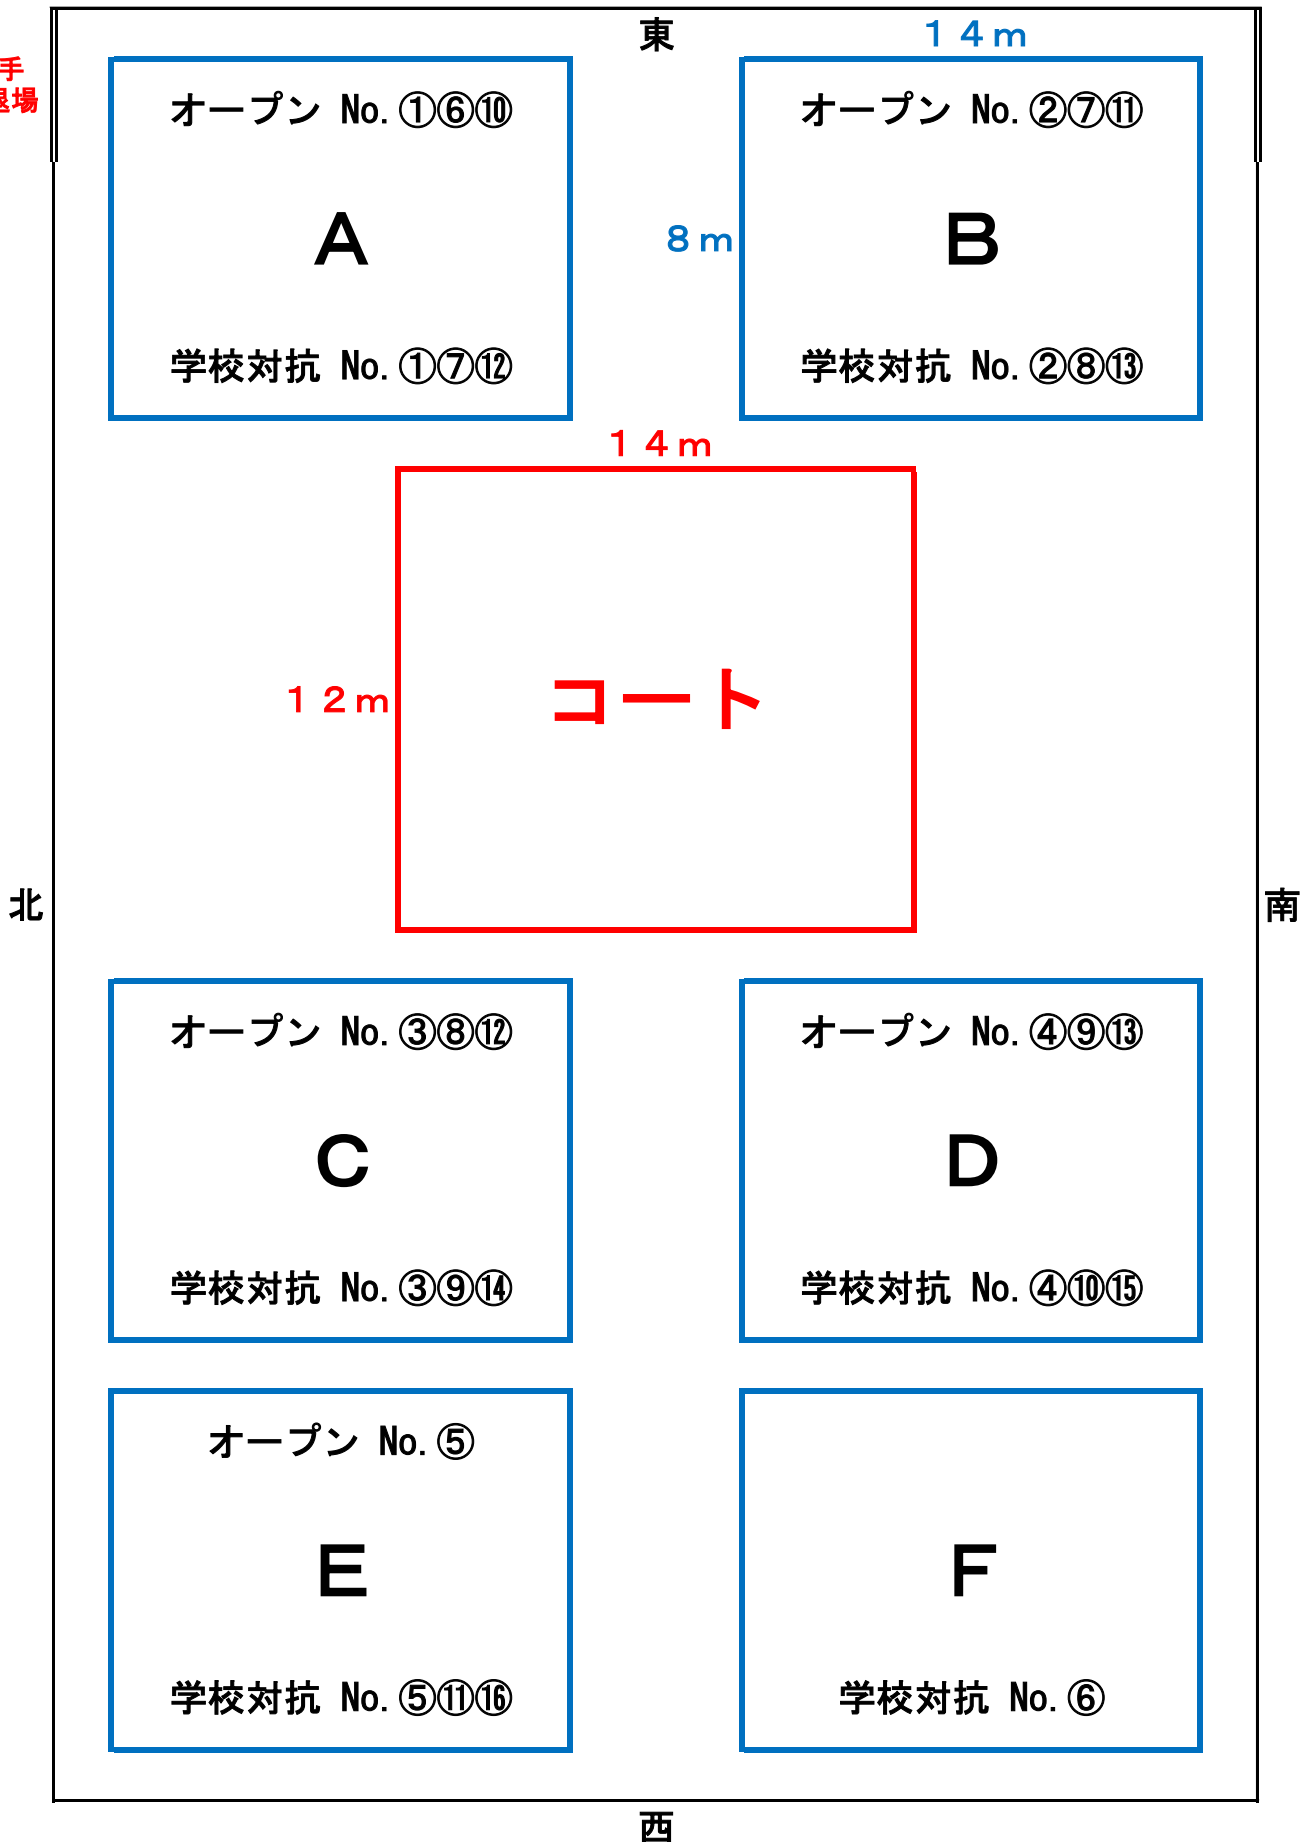 東
１４ｍ
手
退場
オープン No.①⑥⑩
オープン No.②⑦⑪
Ａ
８ｍ
Ｂ
学校対抗 No.①⑦⑫
学校対抗 No.②⑧⑬
１４ｍ
１２ｍ
コート
北
南
オープン No.③⑧⑫
オープン No.④⑨⑬
Ｃ
Ｄ
学校対抗 No.③⑨⑭
学校対抗 No.④⑩⑮
オープン No.⑤
Ｅ
Ｆ
学校対抗 No.⑤⑪⑯
学校対抗 No.⑥
西